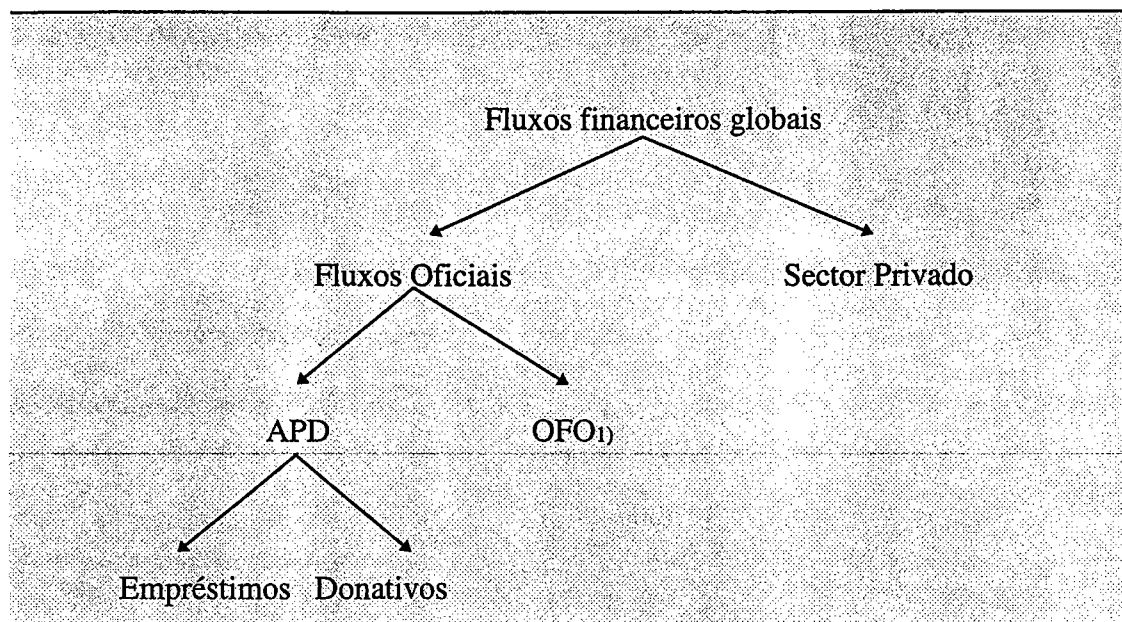 Fluxos financeiros globais
Fluxos Oficiais Sector Privado
APD OFO1)
Empréstimos Donativos